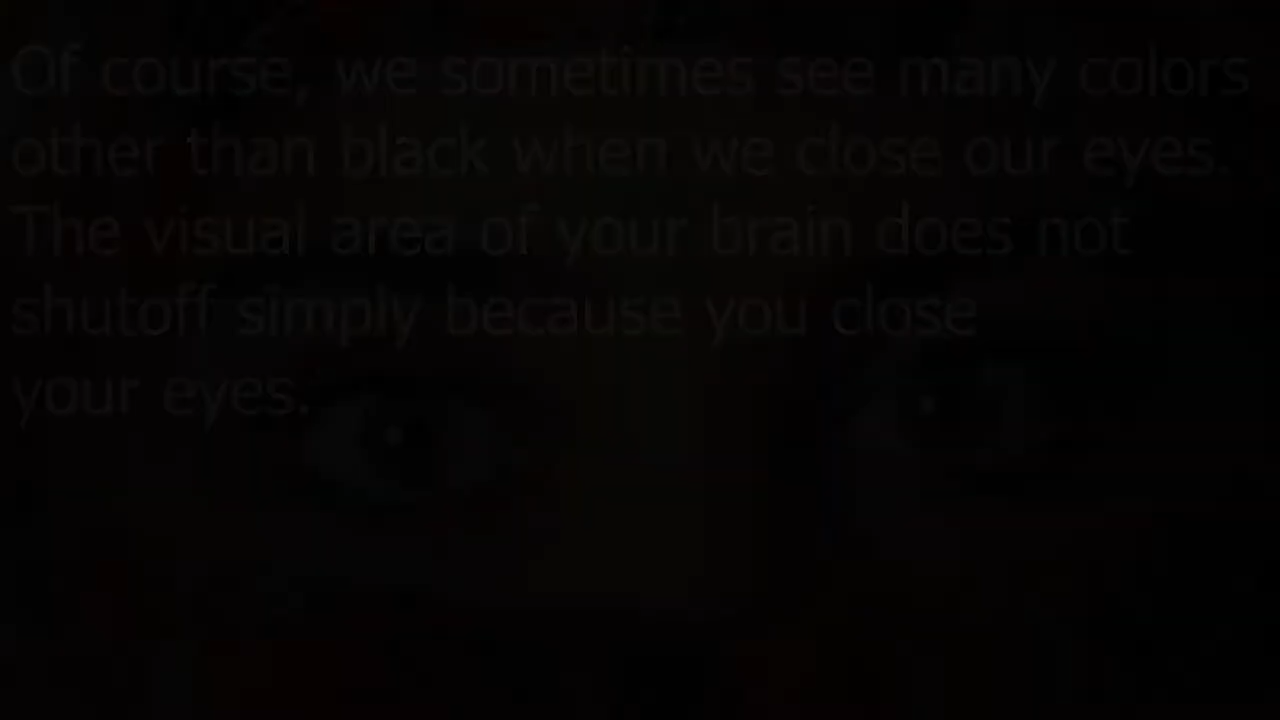 Of course, we sometimes see many colors
other than black when we close our eyes.
The visual area of your brain does not
shutoff simply because you close
your eyes.